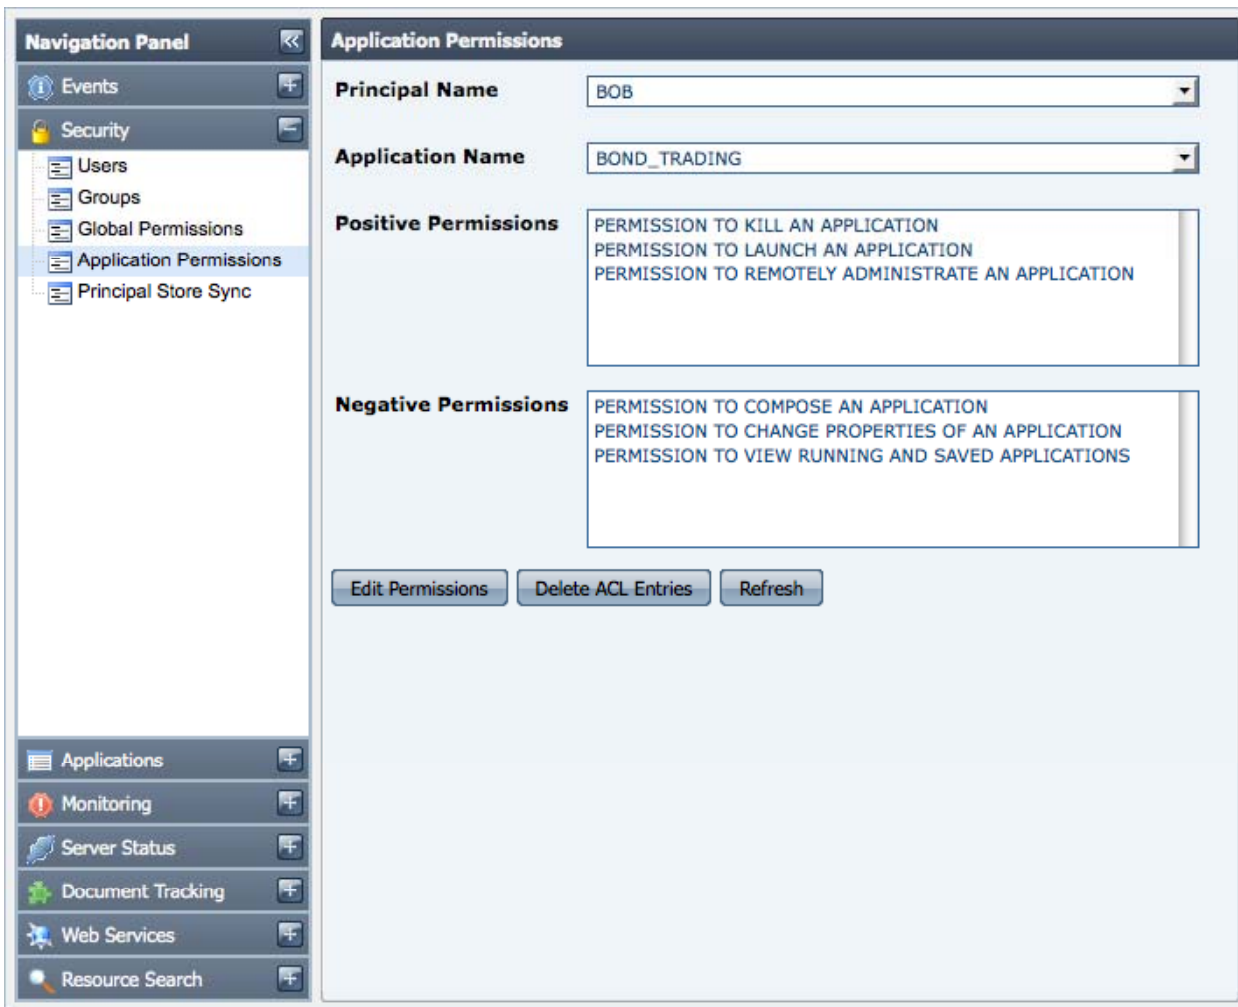 Navigation Panel
Events
Security
Users
Groups
Global Permissions
Application Permissions
Principal Store Sync
Applications
Monitoring
Server Status
Document Tracking
Web Services
Resource Search
Application Permissions
Principal Name
BOB
Application Name
BOND_TRADING
Positive Permissions
PERMISSION TO KILL AN APPLICATION
PERMISSION TO LAUNCH AN APPLICATION
PERMISSION TO REMOTELY ADMINISTRATE AN APPLICATION
Negative Permissions
PERMISSION TO COMPOSE AN APPLICATION
PERMISSION TO CHANGE PROPERTIES OF AN APPLICATION
PERMISSION TO VIEW RUNNING AND SAVED APPLICATIONS
Edit Permissions Delete ACL Entries Refresh